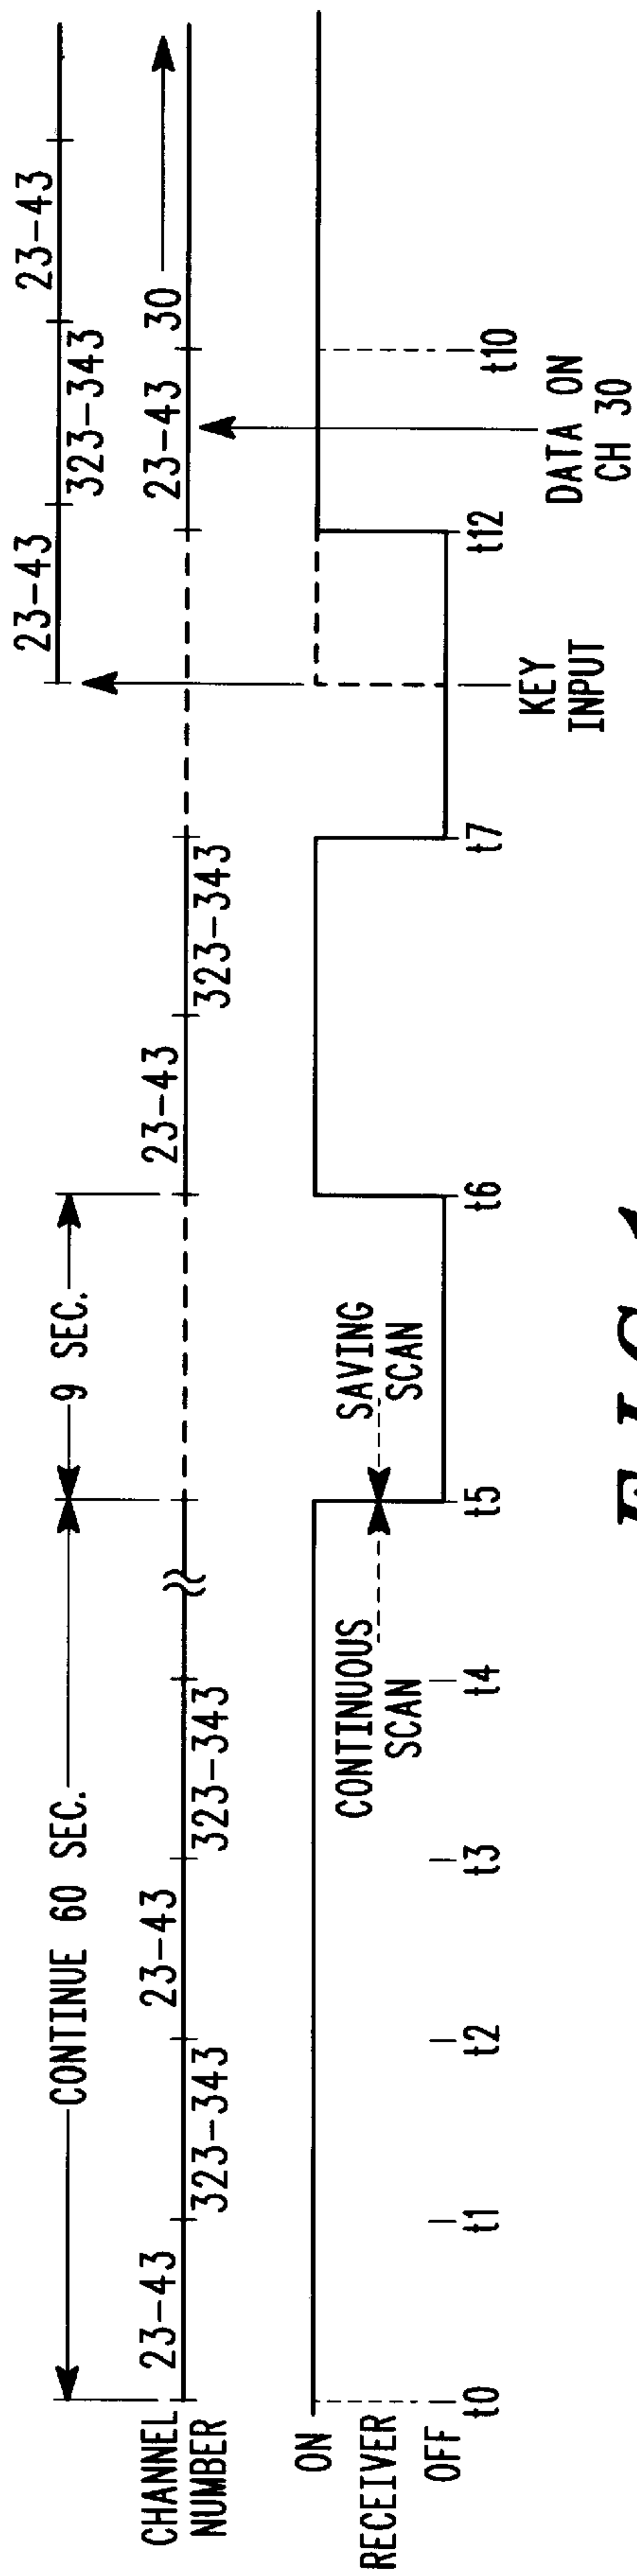 CONTINUE 60 SEC.
9 SEC.
23-43
323-343
23-43
CHANNEL
NUMBER
23-43
323-343
23-43
323-343
23-43
323-343
23-43
30
ON
RECEIVER
OFF
CONTINUOUS
SCAN
SAVING
SCAN
t0
t1
t2
t3
t4
t5
t6
t7
t12
t10
KEY
INPUT
DATA ON
CH 30